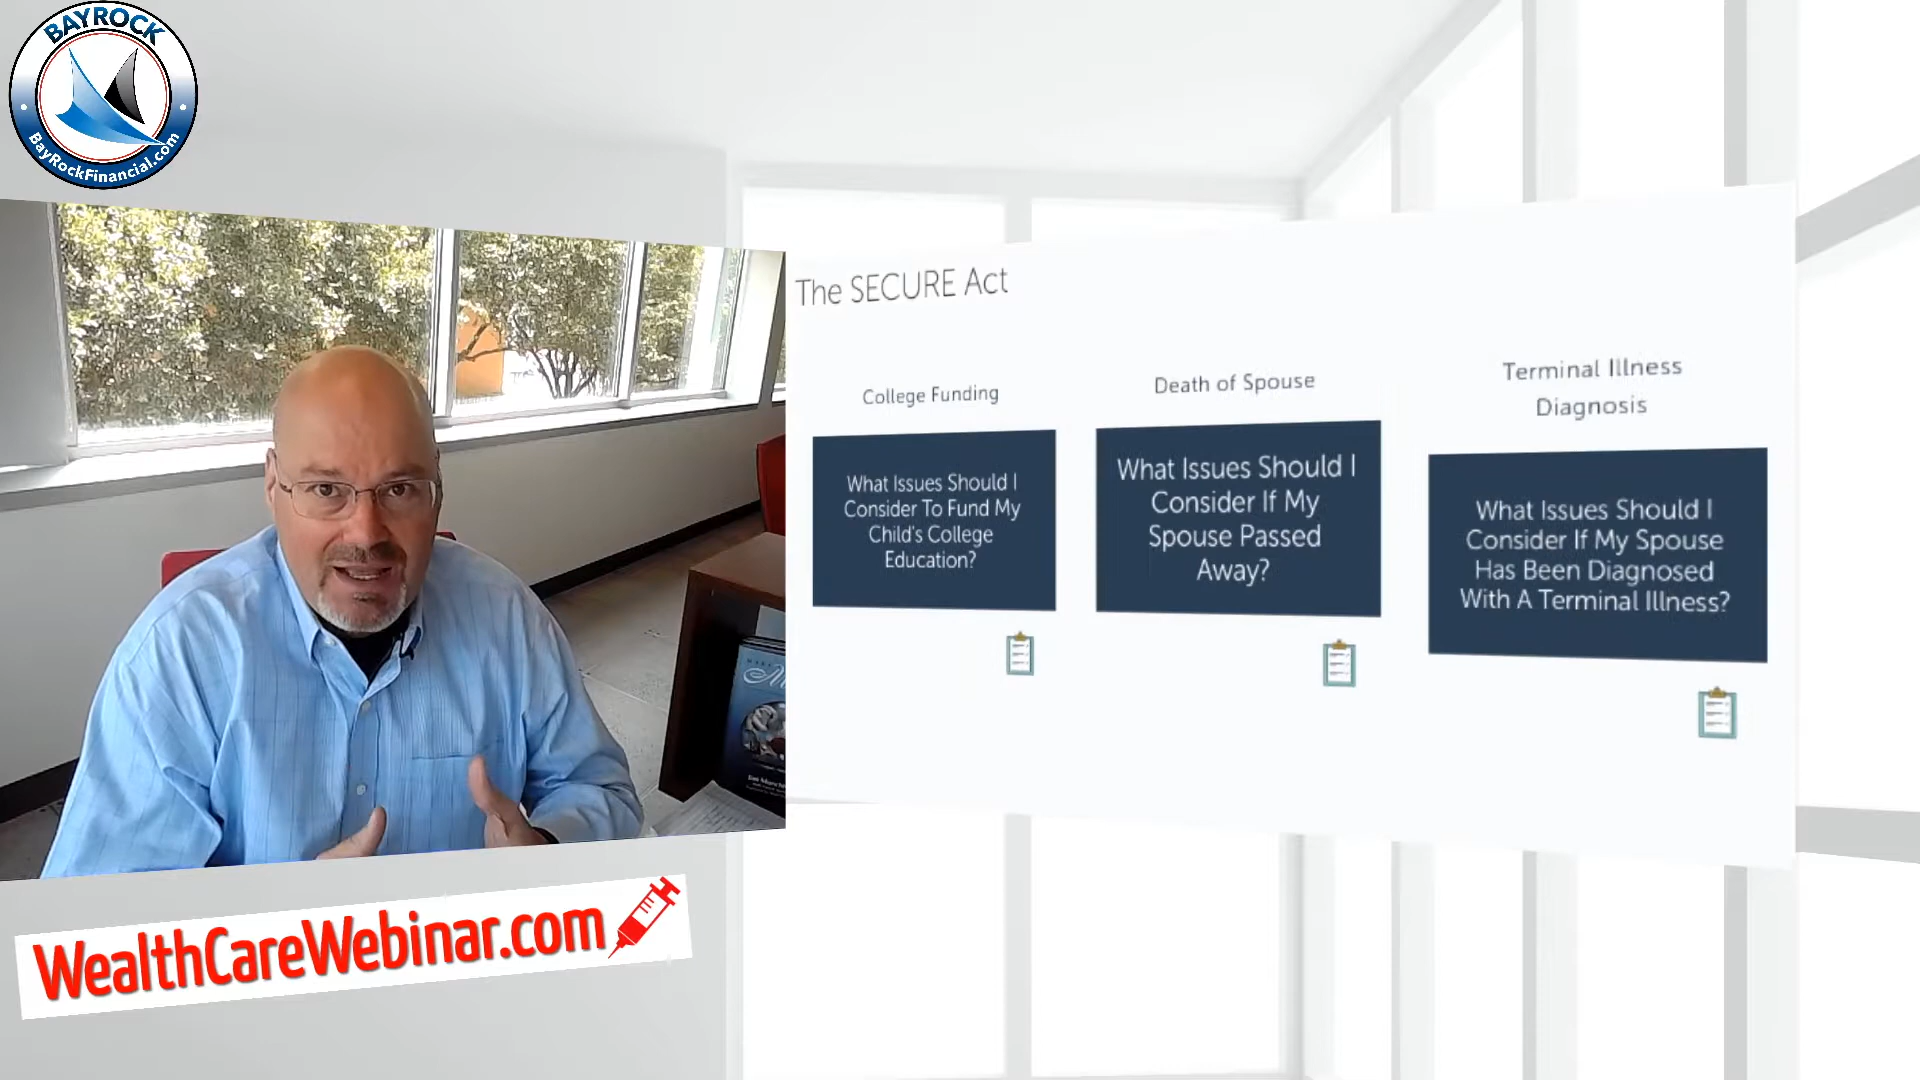 BAYROCK
BayRockFinancial.com
The SECURE Act
College Funding
What Issues Should I
Consider To Fund My
Child's College
Education?
Death of Spouse
What Issues Should I
Consider If My
Spouse Passed
Away?
Terminal Illness
Diagnosis
What Issues Should I
Consider If My Spouse
Has Been Diagnosed
With A Terminal Illness?
WealthCareWebinar.com